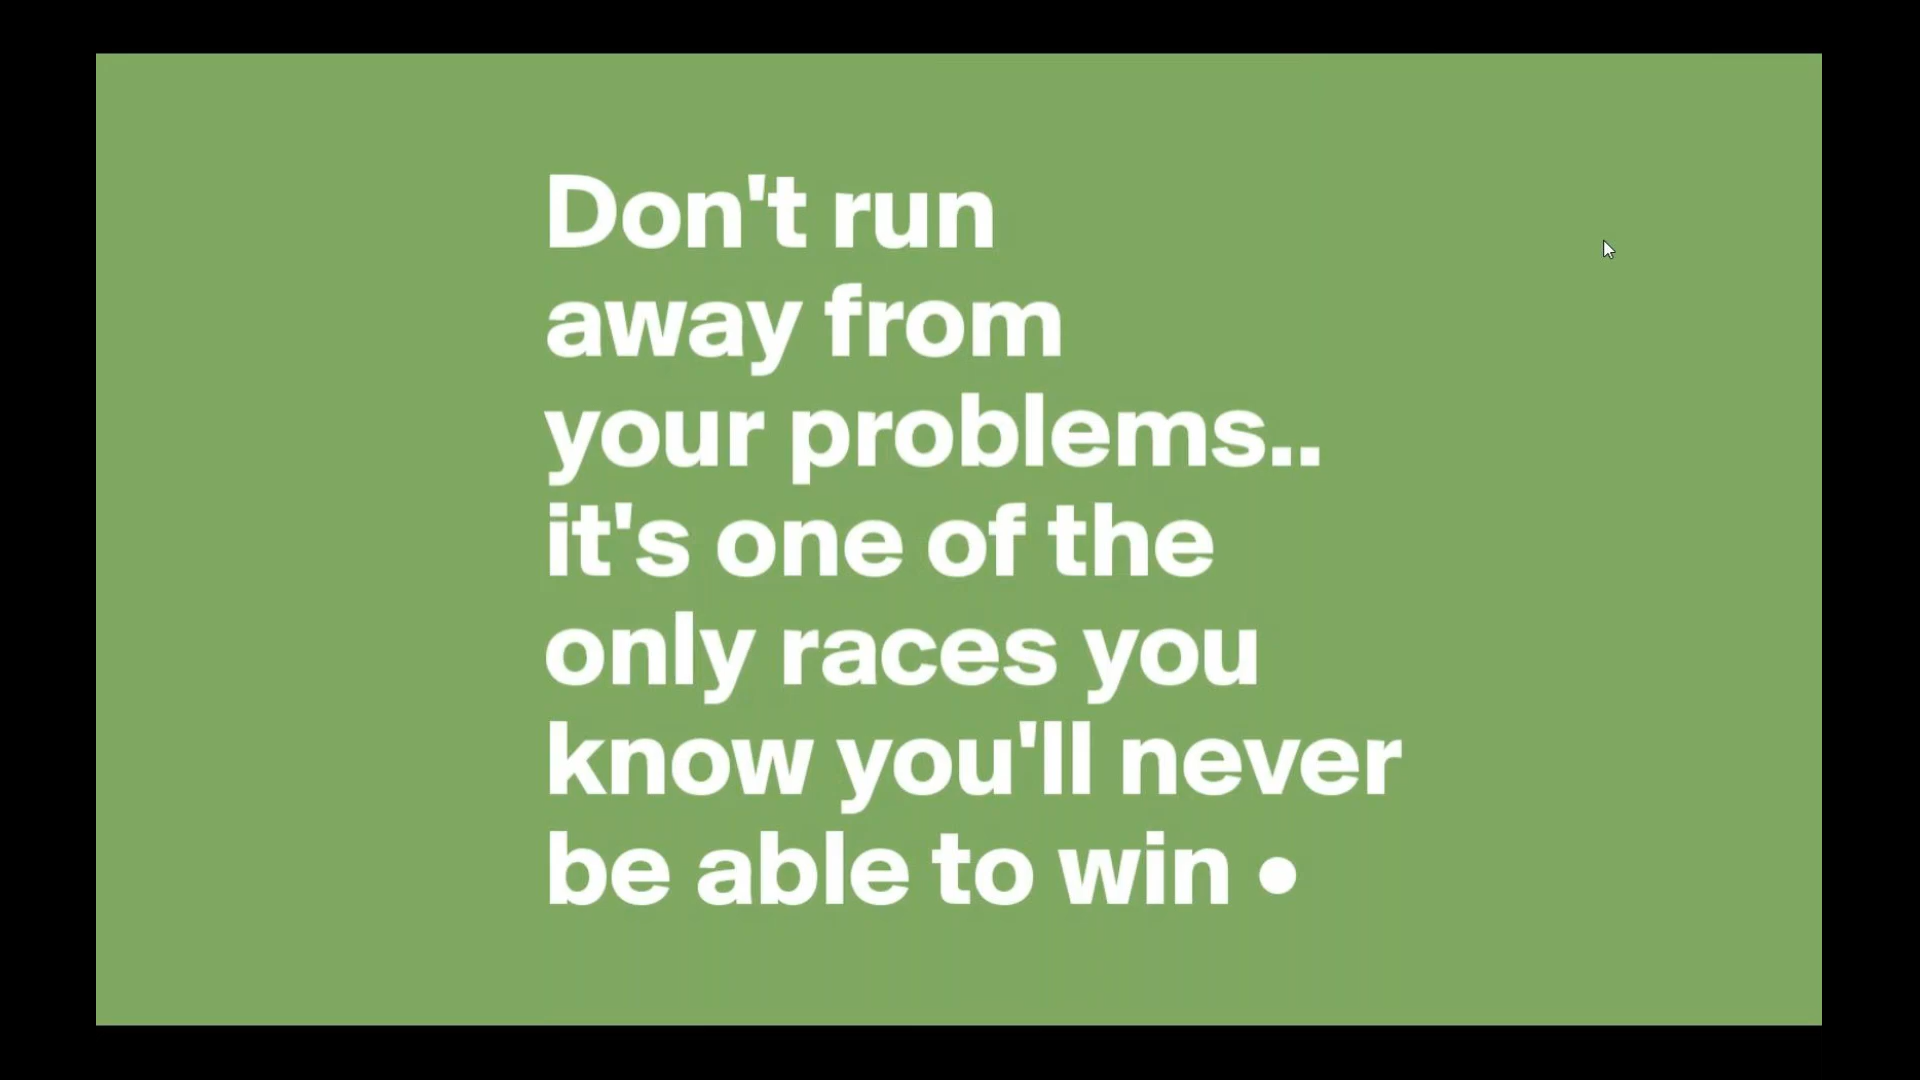 Don't run
away from
your problems..
it's one of the
only races you
know you'll never
be able to win •